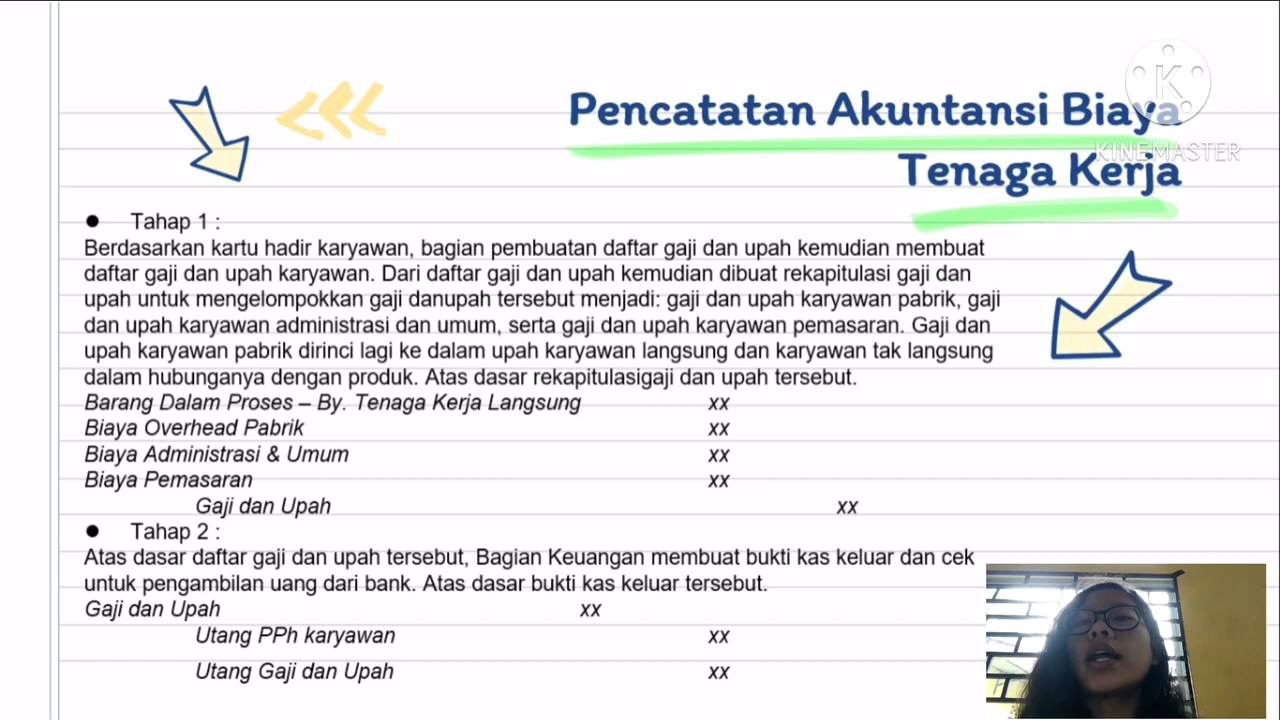 Pencatatan Akuntansi Biaya
Tenaga Kerja
K
KINEMASTER
● Tahap 1 :
Berdasarkan kartu hadir karyawan, bagian pembuatan daftar gaji dan upah kemudian membuat
daftar gaji dan upah karyawan. Dari daftar gaji dan upah kemudian dibuat rekapitulasi gaji dan
upah untuk mengelompokkan gaji danupah tersebut menjadi: gaji dan upah karyawan pabrik, gaji
dan upah karyawan administrasi dan umum, serta gaji dan upah karyawan pemasaran. Gaji dan
upah karyawan pabrik dirinci lagi ke dalam upah karyawan langsung dan karyawan tak langsung
dalam hubunganya dengan produk. Atas dasar rekapitulasigaji dan upah tersebut.
Barang Dalam Proses – By. Tenaga Kerja Langsung xx
Biaya Overhead Pabrik xx
Biaya Administrasi & Umum xx
Biaya Pemasaran xx
Gaji dan Upah xx
● Tahap 2 :
Atas dasar daftar gaji dan upah tersebut, Bagian Keuangan membuat bukti kas keluar dan cek
untuk pengambilan uang dari bank. Atas dasar bukti kas keluar tersebut.
Gaji dan Upah xx
Utang PPh karyawan xx
Utang Gaji dan Upah xx